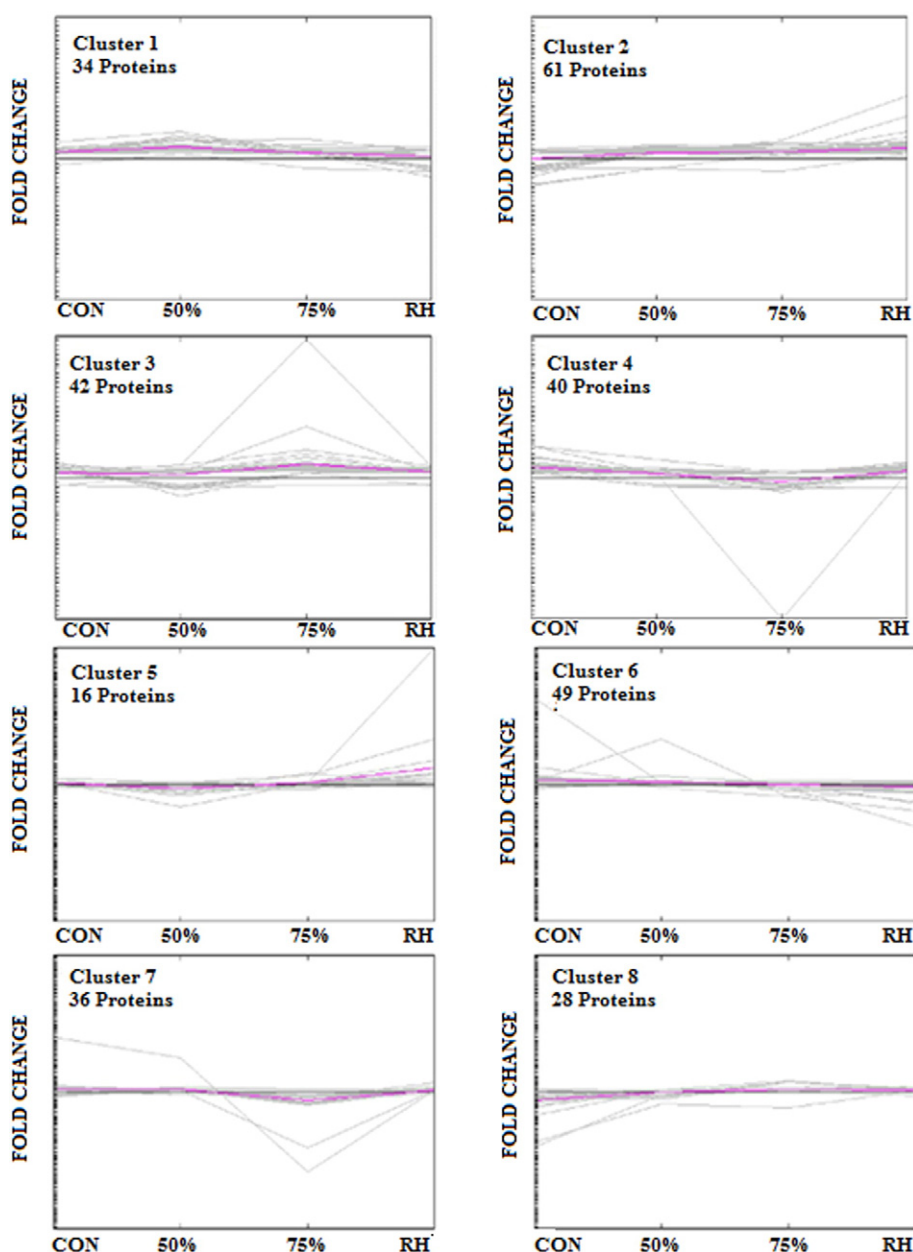 Cluster 1
34 Proteins
FOLD CHANGE
CON 50% 75% RH
Cluster 2
61 Proteins
FOLD CHANGE
CON 50% 75% RH
Cluster 3
42 Proteins
FOLD CHANGE
CON 50% 75% RH
Cluster 4
40 Proteins
FOLD CHANGE
CON 50% 75% RH
Cluster 5
16 Proteins
FOLD CHANGE
CON 50% 75% RH
Cluster 6
49 Proteins
FOLD CHANGE
CON 50% 75% RH
Cluster 7
36 Proteins
FOLD CHANGE
CON 50% 75% RH
Cluster 8
28 Proteins
FOLD CHANGE
CON 50% 75% RH